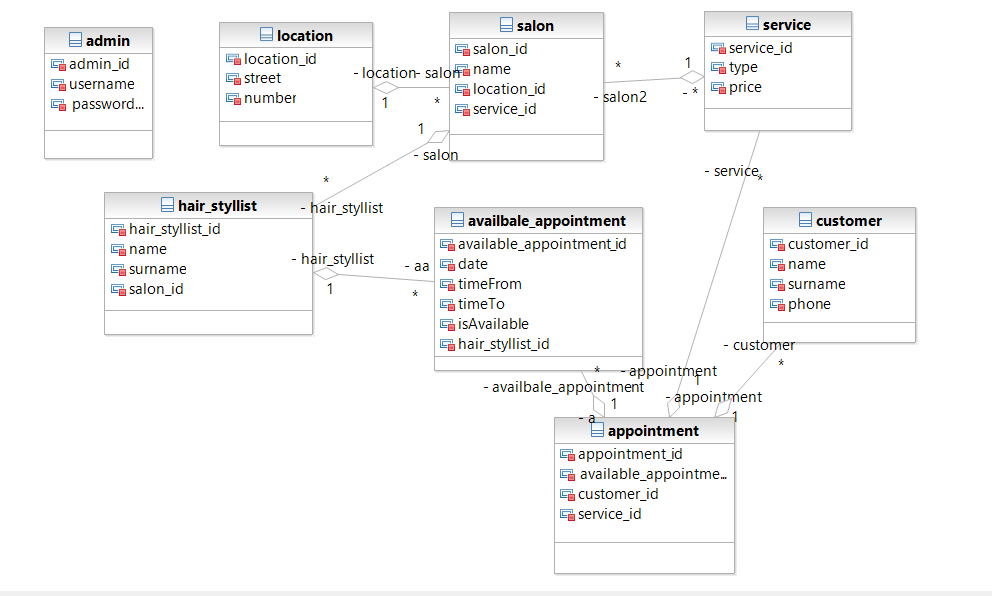 admin
admin_id
username
password...
location
location_id
street
number
- location
1
- salon
*
salon
salon_id
name
location_id
service_id
*
- salon2
1
- *
service
service_id
type
price
1
- salon
*
- hair_styllist
hair_styllist
hair_styllist_id
name
surname
salon_id
- hair_styllist
1
- aa
*
availbale_appointment
available_appointment_id
date
timeFrom
timeTo
isAvailable
hair_styllist_id
- service
*
customer
customer_id
name
surname
phone
- customer
*
*
- availbale_appointment
1
- a
- appointment
1
- appointment
1
appointment
appointment_id
available_appointme...
customer_id
service_id